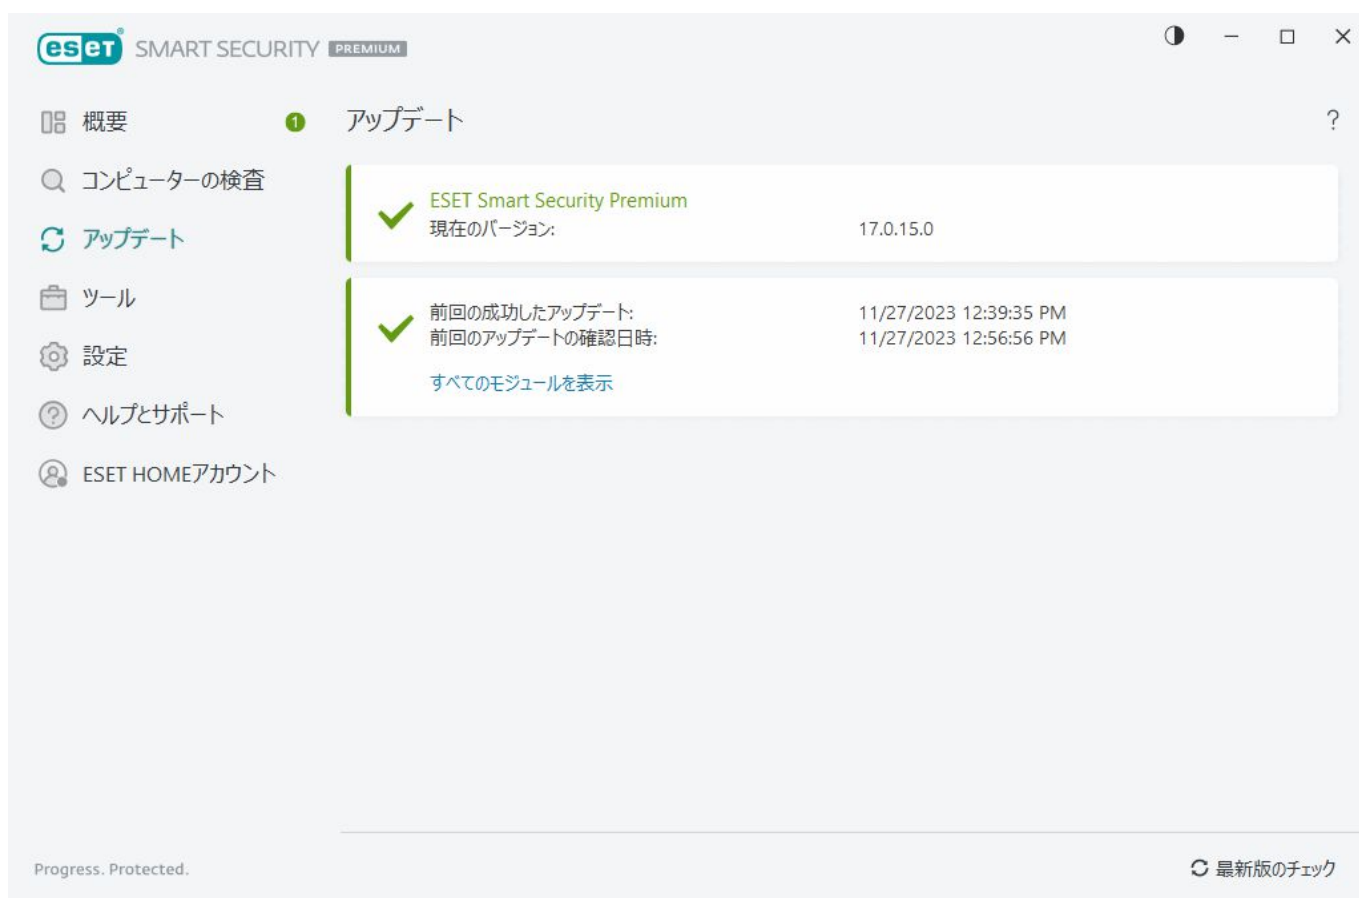 eseT® SMART SECURITY PREMIUM
概要 1
コンピューターの検査
アップデート
ツール
設定
ヘルプとサポート
ESET HOMEアカウント
アップデート ?
ESET Smart Security Premium
現在のバージョン: 17.0.15.0
前回の成功したアップデート: 11/27/2023 12:39:35 PM
前回のアップデートの確認日時: 11/27/2023 12:56:56 PM
すべてのモジュールを表示
Progress. Protected.
最新版のチェック